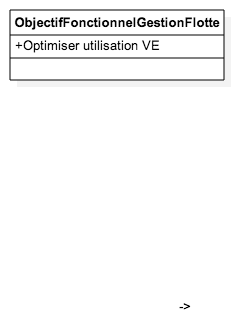 ObjectifFonctionnelGestionFlotte
+Optimiser utilisation VE
->